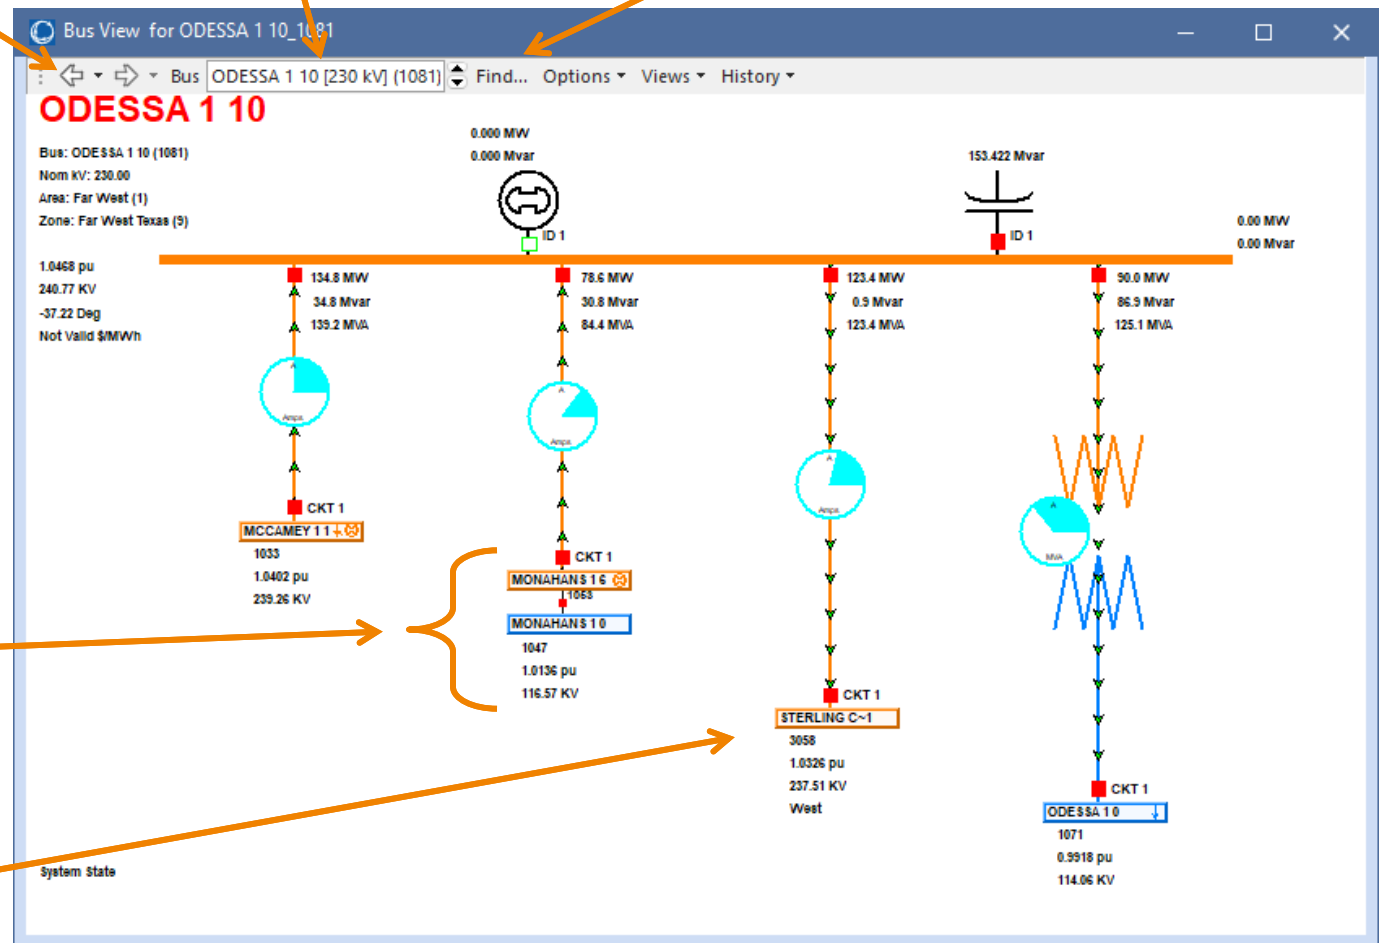 Bus View for ODESSA 1 10_1081
Bus ODESSA 1 10 [230 kV] (1081) Find... Options Views History
ODESSA 1 10
Bus: ODESSA 1 10 (1081)
Nom kV: 230.00
Area: Far West (1)
Zone: Far West Texas (9)
1.0468 pu
240.77 KV
-37.22 Deg
Not Valid $/MWh
0.000 MW
0.000 Mvar
ID 1
153.422 Mvar
ID 1
0.00 MW
0.00 Mvar
134.8 MW
34.8 Mvar
139.2 MVA
A
Amps
CKT 1
MCCAMEY 1 1
1033
1.0402 pu
239.26 KV
78.6 MW
30.8 Mvar
84.4 MVA
A
Amps
CKT 1
MONAHANS 1 6
1053
MONAHANS 1 0
1047
1.0136 pu
116.57 KV
123.4 MW
0.9 Mvar
123.4 MVA
A
Amps
CKT 1
STERLING C~1
3058
1.0326 pu
237.51 KV
West
90.0 MW
86.9 Mvar
125.1 MVA
A
MVA
CKT 1
ODESSA 1 0
1071
0.9918 pu
114.06 KV
System State